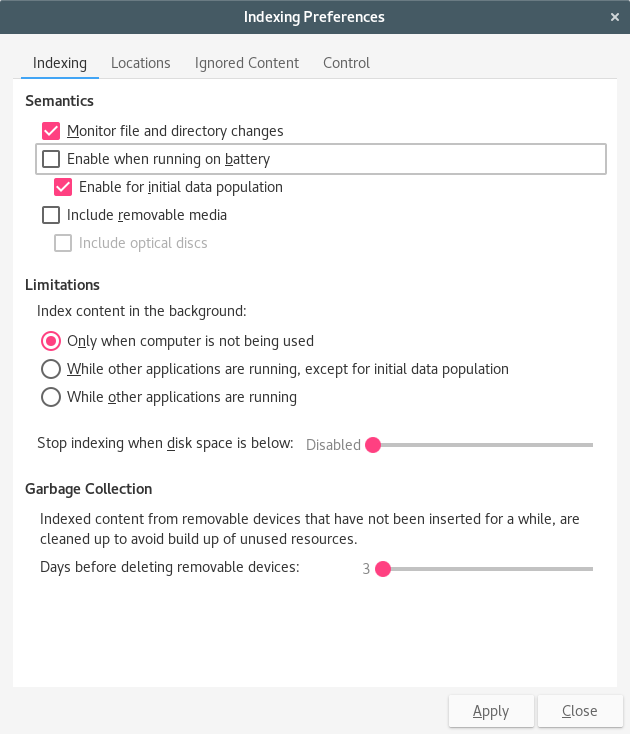 Indexing Preferences
Indexing Locations Ignored Content Control
Semantics
Monitor file and directory changes
Enable when running on battery
Enable for initial data population
Include removable media
Include optical discs
Limitations
Index content in the background:
Only when computer is not being used
While other applications are running, except for initial data population
While other applications are running
Stop indexing when disk space is below: Disabled
Garbage Collection
Indexed content from removable devices that have not been inserted for a while, are
cleaned up to avoid build up of unused resources.
Days before deleting removable devices: 3
Apply Close